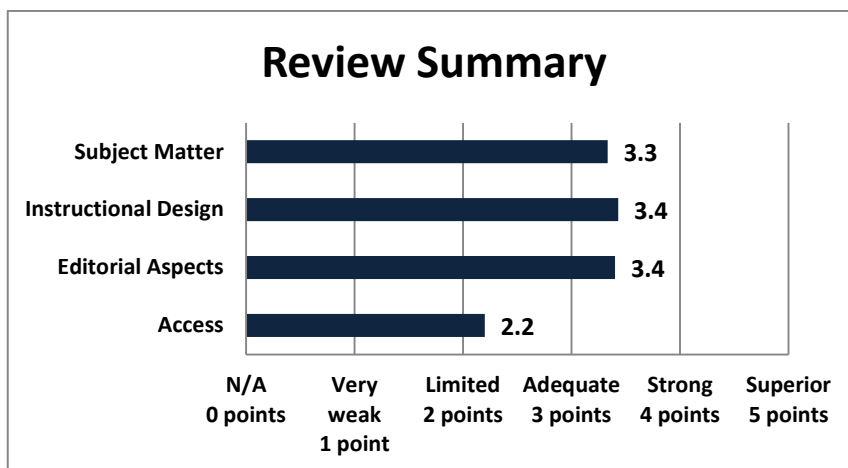 Review Summary
Subject Matter 3.3
Instructional Design 3.4
Editorial Aspects 3.4
Access 2.2
N/A Very Limited Adequate Strong Superior
0 points weak 2 points 3 points 4 points 5 points
1 point